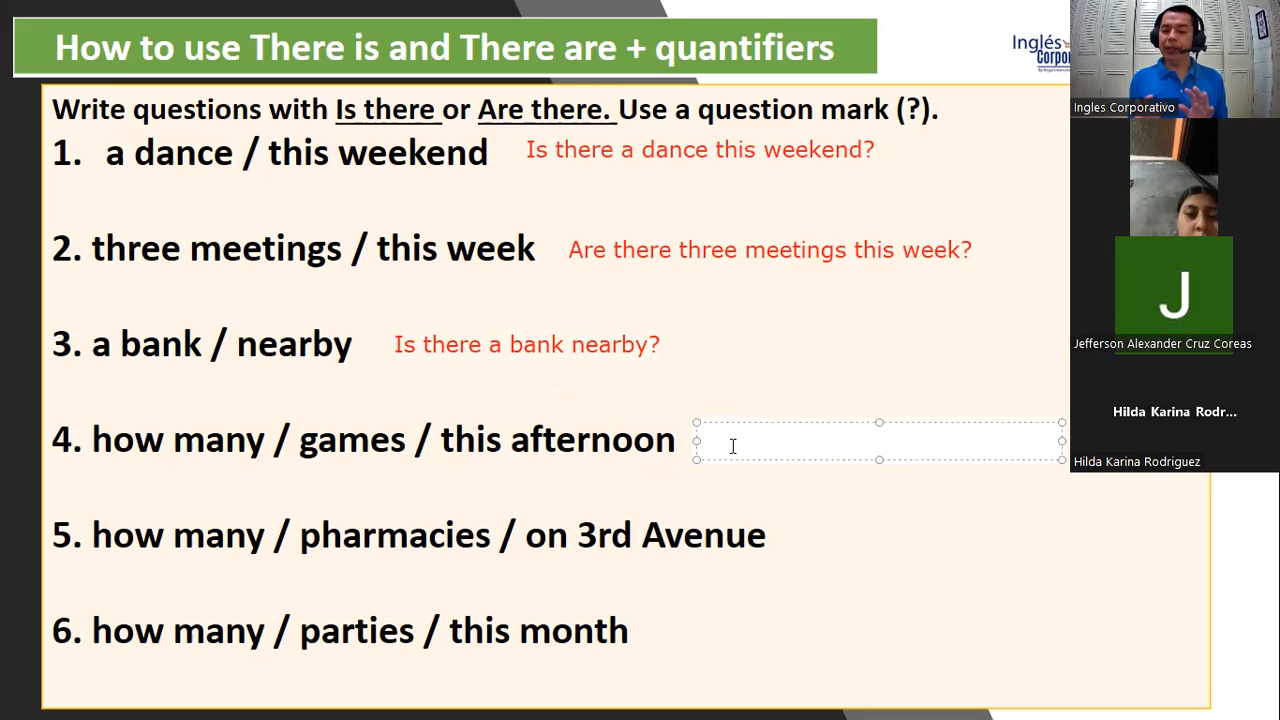 How to use There is and There are + quantifiers
Inglés
Corpor
Write questions with Is there or Are there. Use a question mark (?).
1. a dance / this weekend Is there a dance this weekend?
2. three meetings / this week Are there three meetings this week?
3. a bank / nearby Is there a bank nearby?
4. how many / games / this afternoon
5. how many / pharmacies / on 3rd Avenue
6. how many / parties / this month
Ingles Corporativo
J
Jefferson Alexander Cruz Coreas
Hilda Karina Rodr...
Hilda Karina Rodriguez